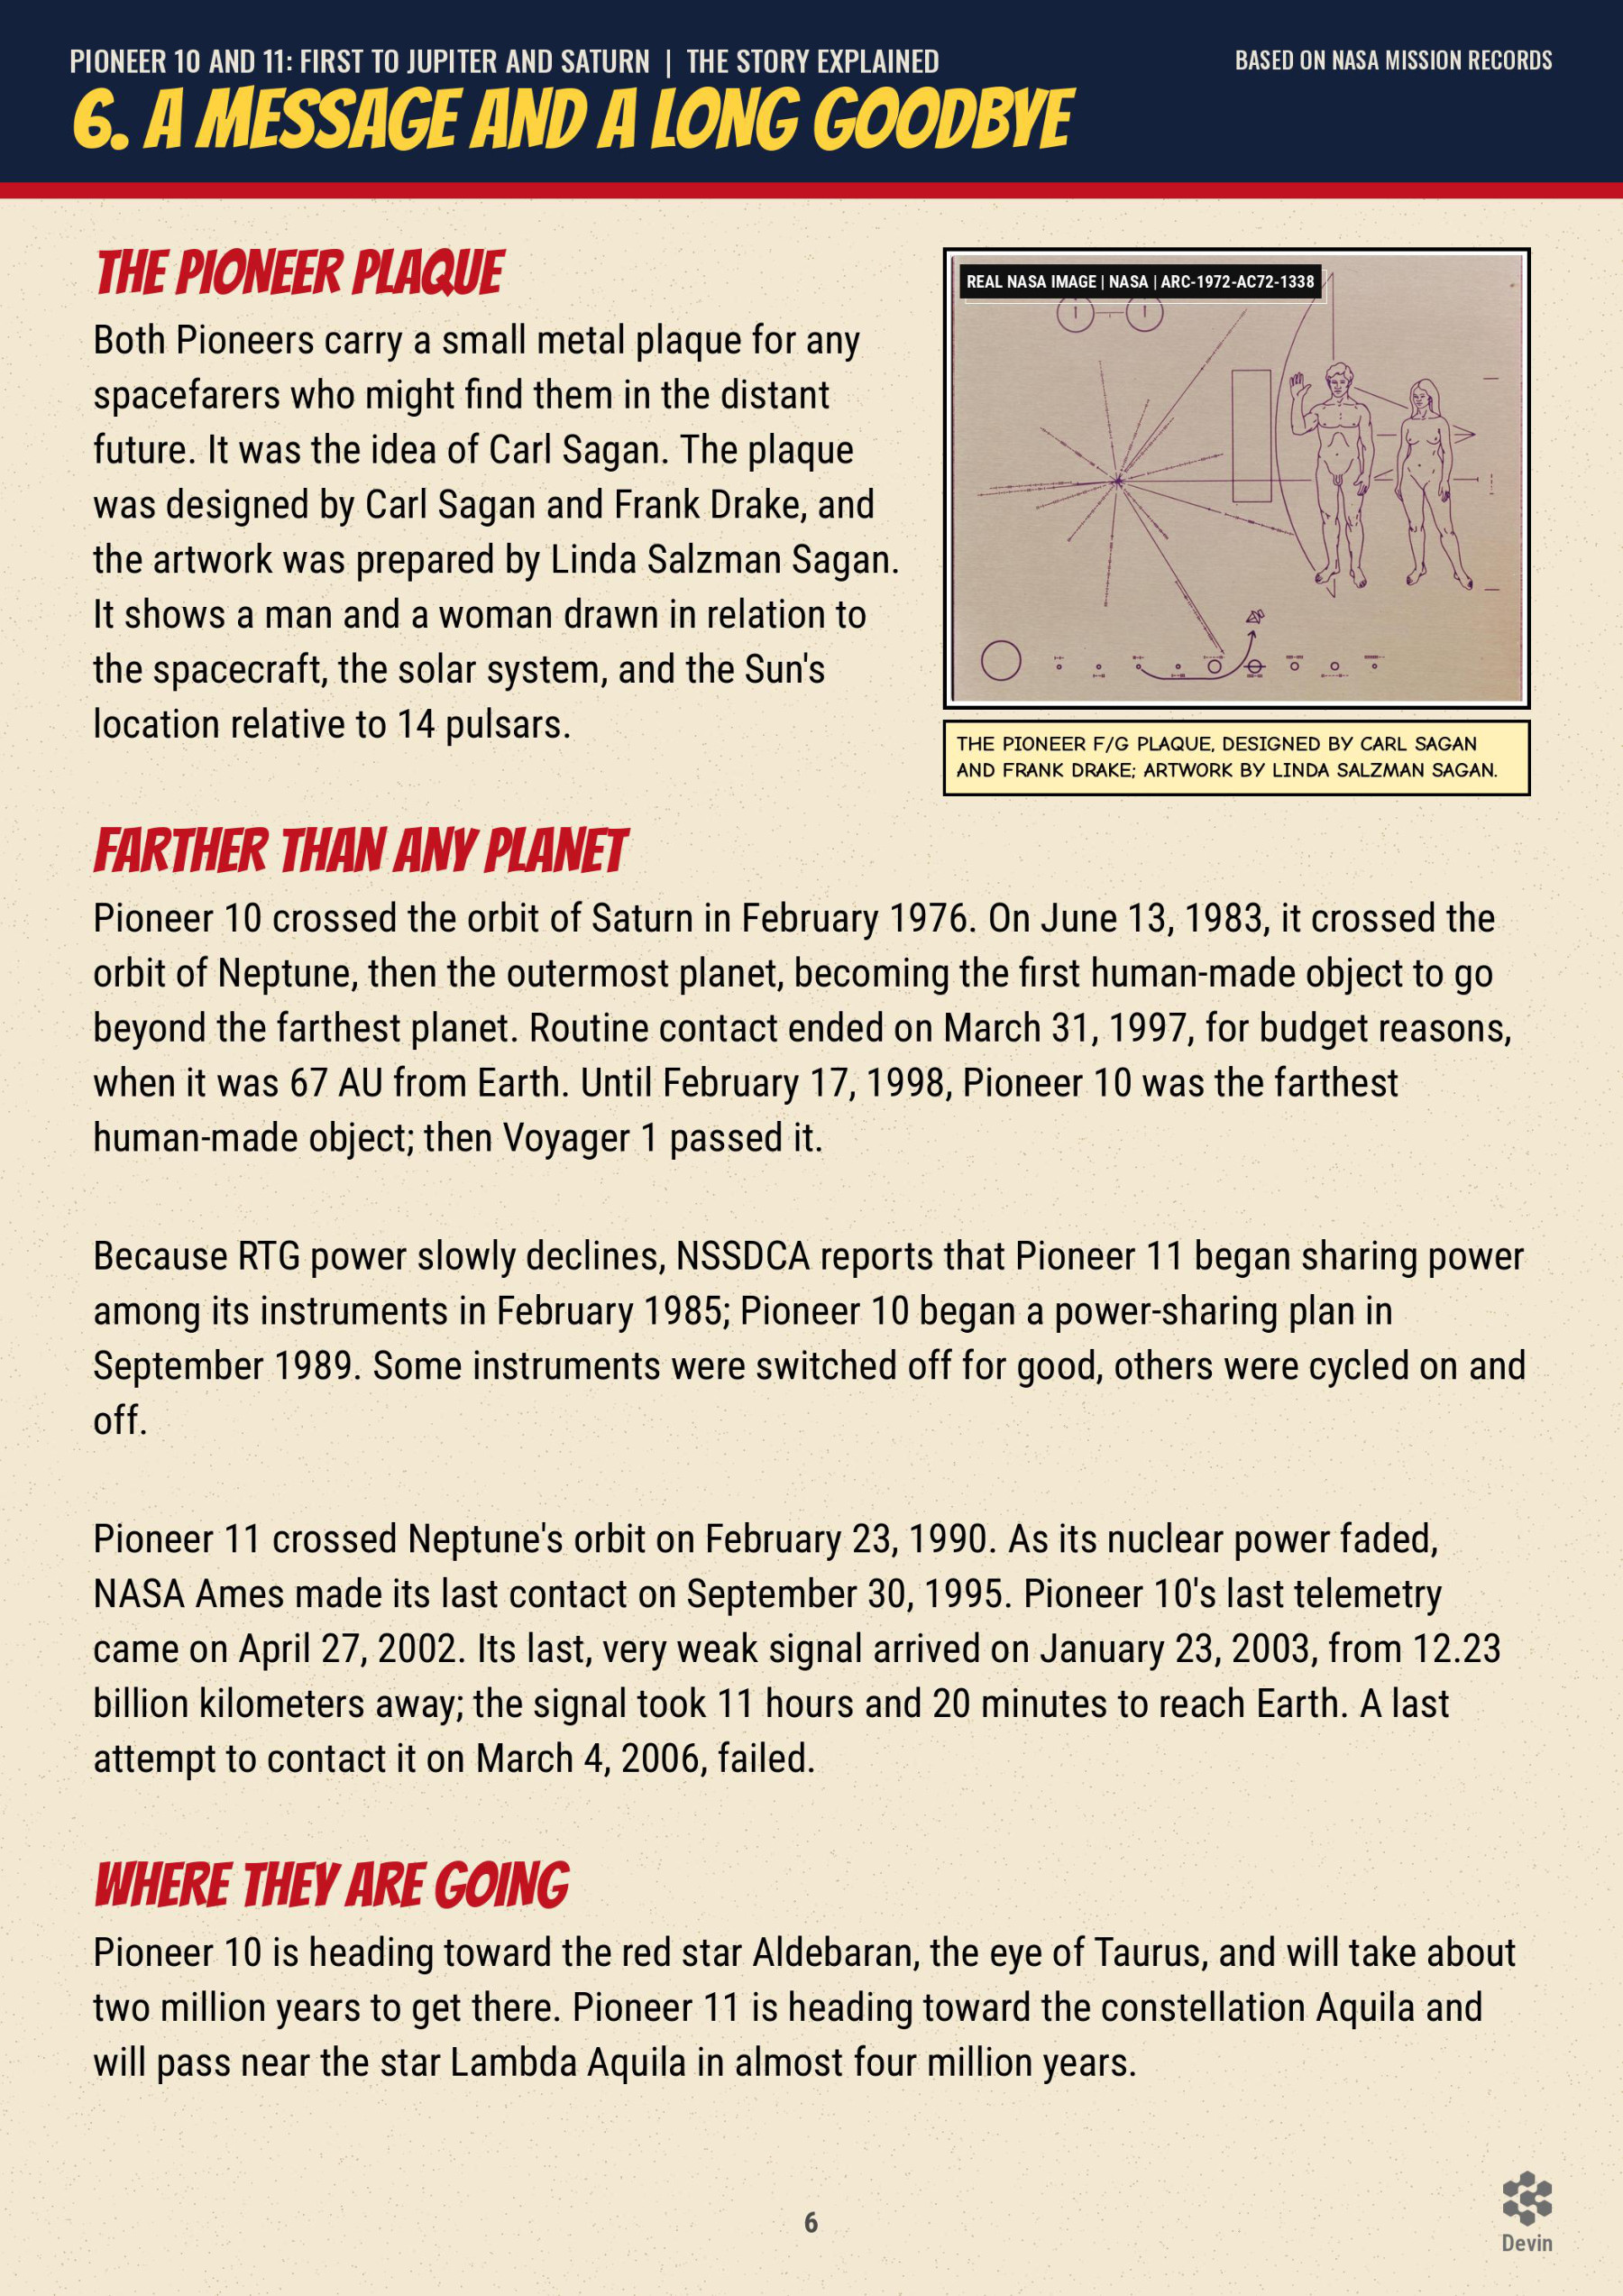 PIONEER 10 AND 11: FIRST TO JUPITER AND SATURN | THE STORY EXPLAINED
BASED ON NASA MISSION RECORDS
6. A MESSAGE AND A LONG GOODBYE
THE PIONEER PLAQUE
Both Pioneers carry a small metal plaque for any
spacefarers who might find them in the distant
future. It was the idea of Carl Sagan. The plaque
was designed by Carl Sagan and Frank Drake, and
the artwork was prepared by Linda Salzman Sagan.
It shows a man and a woman drawn in relation to
the spacecraft, the solar system, and the Sun's
location relative to 14 pulsars.
REAL NASA IMAGE | NASA | ARC-1972-AC72-1338
THE PIONEER F/G PLAQUE, DESIGNED BY CARL SAGAN
AND FRANK DRAKE; ARTWORK BY LINDA SALZMAN SAGAN.
FARTHER THAN ANY PLANET
Pioneer 10 crossed the orbit of Saturn in February 1976. On June 13, 1983, it crossed the
orbit of Neptune, then the outermost planet, becoming the first human-made object to go
beyond the farthest planet. Routine contact ended on March 31, 1997, for budget reasons,
when it was 67 AU from Earth. Until February 17, 1998, Pioneer 10 was the farthest
human-made object; then Voyager 1 passed it.
Because RTG power slowly declines, NSSDCA reports that Pioneer 11 began sharing power
among its instruments in February 1985; Pioneer 10 began a power-sharing plan in
September 1989. Some instruments were switched off for good, others were cycled on and
off.
Pioneer 11 crossed Neptune's orbit on February 23, 1990. As its nuclear power faded,
NASA Ames made its last contact on September 30, 1995. Pioneer 10's last telemetry
came on April 27, 2002. Its last, very weak signal arrived on January 23, 2003, from 12.23
billion kilometers away; the signal took 11 hours and 20 minutes to reach Earth. A last
attempt to contact it on March 4, 2006, failed.
WHERE THEY ARE GOING
Pioneer 10 is heading toward the red star Aldebaran, the eye of Taurus, and will take about
two million years to get there. Pioneer 11 is heading toward the constellation Aquila and
will pass near the star Lambda Aquila in almost four million years.
6
Devin